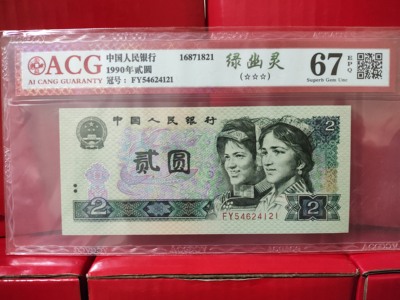 ACG
AI CANG GUARANTY
中国人民银行
1990年贰圆
冠号：FY54624121
16871821
绿幽灵
(☆☆☆)
67 EPQ
Superb Gem Unc
中国人民银行
贰圆
2
2
2
FY54624121